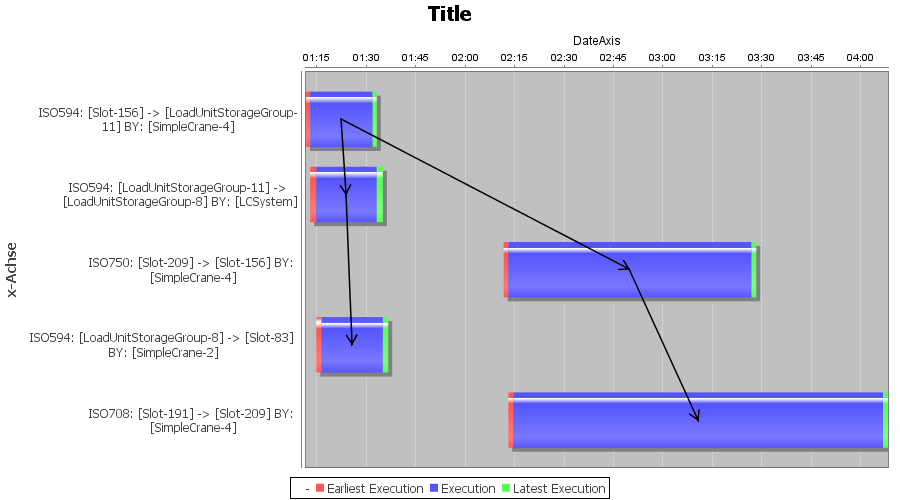 Title
DateAxis
01:15 01:30 01:45 02:00 02:15 02:30 02:45 03:00 03:15 03:45 04:00
x-Achse
ISO594: [Slot-156] -> [LoadUnitStorageGroup-
11] BY: [SimpleCrane-4]
ISO594: [LoadUnitStorageGroup-11] ->
[LoadUnitStorageGroup-8] BY: [LCSystem]
ISO750: [Slot-209] -> [Slot-156] BY:
[SimpleCrane-4]
ISO594: [LoadUnitStorageGroup-8] -> [Slot-83]
BY: [SimpleCrane-2]
ISO708: [Slot-191] -> [Slot-209] BY:
[SimpleCrane-4]
- Earliest Execution Execution Latest Execution